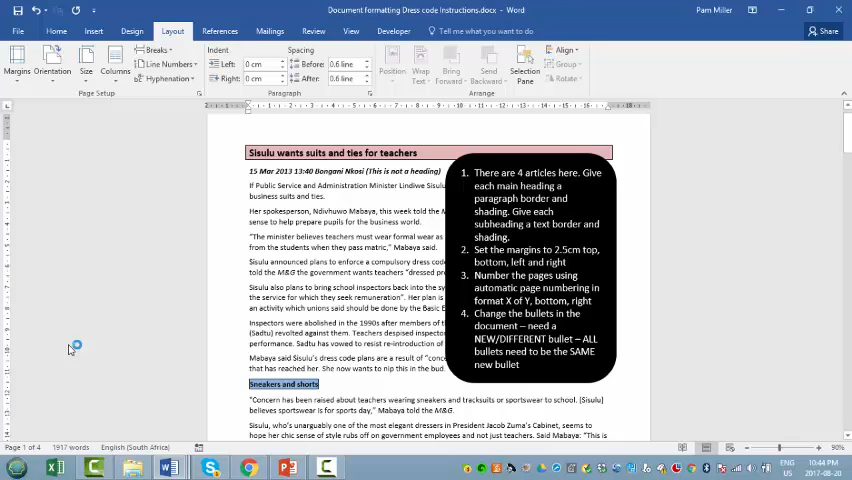 Document formatting Dress code Instructions.docx - Word
Pam Miller
File Home Insert Design Layout References Mailings Review View Developer Tell me what you want to do Share
Margins Orientation Size Columns
Breaks
Line Numbers
Hyphenation
Page Setup
Indent
Left: 0 cm
Right: 0 cm
Spacing
Before: 0.6 line
After: 0.6 line
Paragraph
Position
Wrap Text
Bring Forward
Send Backward
Selection Pane
Align
Group
Rotate
Arrange
Sisulu wants suits and ties for teachers
15 Mar 2013 13:40 Bongani Nkosi (This is not a heading)
If Public Service and Administration Minister Lindiwe Sisulu
business suits and ties.
Her spokesperson, Ndivhuwo Mabaya, this week told the M
sense to help prepare pupils for the business world.
"The minister believes teachers must wear formal wear as
from the students when they pass matric," Mabaya said.
Sisulu announced plans to enforce a compulsory dress code
told the M&G the government wants teachers "dressed pr
Sisulu also plans to bring school inspectors back into the sy
the service for which they seek remuneration". Her plan is
an activity which unions said should be done by the Basic E
Inspectors were abolished in the 1990s after members of t
(Sadtu) revolted against them. Teachers despised inspector
performance. Sadtu has vowed to resist re-introduction of
Mabaya said Sisulu's dress code plans are a result of "conce
that has reached her. She now wants to nip this in the bud.
Sneakers and shorts
"Concern has been raised about teachers wearing sneakers and tracksuits or sportswear to school. [Sisulu]
believes sportswear is for sports day," Mabaya told the M&G.
Sisulu, who's unarguably one of the most elegant dressers in President Jacob Zuma's Cabinet, seems to
hope her chic sense of style rubs off on government employees and not just teachers. Said Mabaya: "This is
1. There are 4 articles here. Give
each main heading a
paragraph border and
shading. Give each
subheading a text border and
shading.
2. Set the margins to 2.5cm top,
bottom, left and right
3. Number the pages using
automatic page numbering in
format X of Y, bottom, right
4. Change the bullets in the
document – need a
NEW/DIFFERENT bullet – ALL
bullets need to be the SAME
new bullet
Page 1 of 4 1917 words English (South Africa)
90%
ENG 10:44 PM
US 2017-08-20